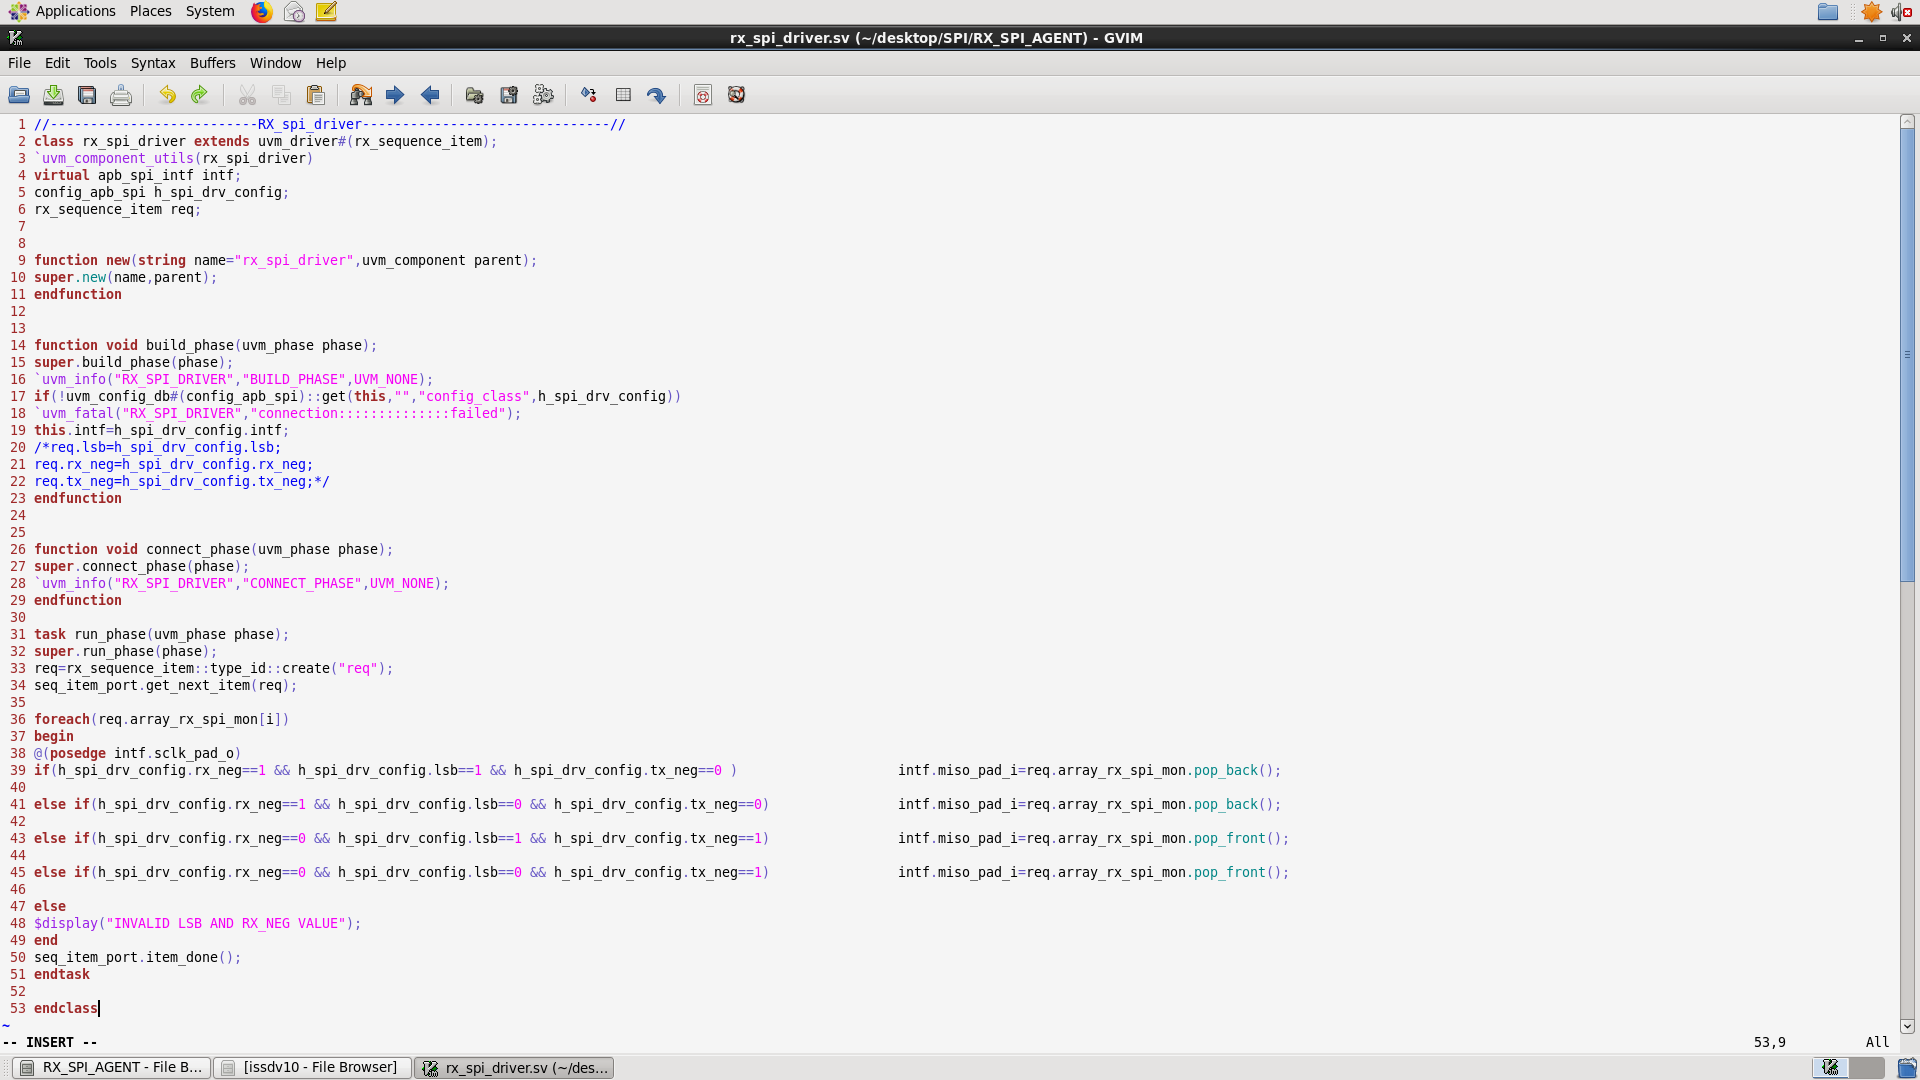 Applications Places System
rx_spi_driver.sv (~/desktop/SPI/RX_SPI_AGENT) - GVIM
File Edit Tools Syntax Buffers Window Help
1 //--------------------------RX_spi_driver-------------------------------//
2 class rx_spi_driver extends uvm_driver#(rx_sequence_item);
3 `uvm_component_utils(rx_spi_driver)
4 virtual apb_spi_intf intf;
5 config_apb_spi h_spi_drv_config;
6 rx_sequence_item req;
7
8
9 function new(string name="rx_spi_driver",uvm_component parent);
10 super.new(name,parent);
11 endfunction
12
13
14 function void build_phase(uvm_phase phase);
15 super.build_phase(phase);
16 `uvm_info("RX_SPI_DRIVER","BUILD_PHASE",UVM_NONE);
17 if(!uvm_config_db#(config_apb_spi)::get(this,"","config_class",h_spi_drv_config))
18 `uvm_fatal("RX_SPI_DRIVER","connection::::::::::::::failed");
19 this.intf=h_spi_drv_config.intf;
20 /*req.lsb=h_spi_drv_config.lsb;
21 req.rx_neg=h_spi_drv_config.rx_neg;
22 req.tx_neg=h_spi_drv_config.tx_neg;*/
23 endfunction
24
25
26 function void connect_phase(uvm_phase phase);
27 super.connect_phase(phase);
28 `uvm_info("RX_SPI_DRIVER","CONNECT_PHASE",UVM_NONE);
29 endfunction
30
31 task run_phase(uvm_phase phase);
32 super.run_phase(phase);
33 req=rx_sequence_item::type_id::create("req");
34 seq_item_port.get_next_item(req);
35
36 foreach(req.array_rx_spi_mon[i])
37 begin
38 @(posedge intf.sclk_pad_o)
39 if(h_spi_drv_config.rx_neg==1 && h_spi_drv_config.lsb==1 && h_spi_drv_config.tx_neg==0 ) intf.miso_pad_i=req.array_rx_spi_mon.pop_back();
40
41 else if(h_spi_drv_config.rx_neg==1 && h_spi_drv_config.lsb==0 && h_spi_drv_config.tx_neg==0) intf.miso_pad_i=req.array_rx_spi_mon.pop_back();
42
43 else if(h_spi_drv_config.rx_neg==0 && h_spi_drv_config.lsb==1 && h_spi_drv_config.tx_neg==1) intf.miso_pad_i=req.array_rx_spi_mon.pop_front();
44
45 else if(h_spi_drv_config.rx_neg==0 && h_spi_drv_config.lsb==0 && h_spi_drv_config.tx_neg==1) intf.miso_pad_i=req.array_rx_spi_mon.pop_front();
46
47 else
48 $display("INVALID LSB AND RX_NEG VALUE");
49 end
50 seq_item_port.item_done();
51 endtask
52
53 endclass
~
-- INSERT -- 53,9 All
RX_SPI_AGENT - File B... [issdv10 - File Browser] rx_spi_driver.sv (~/des...